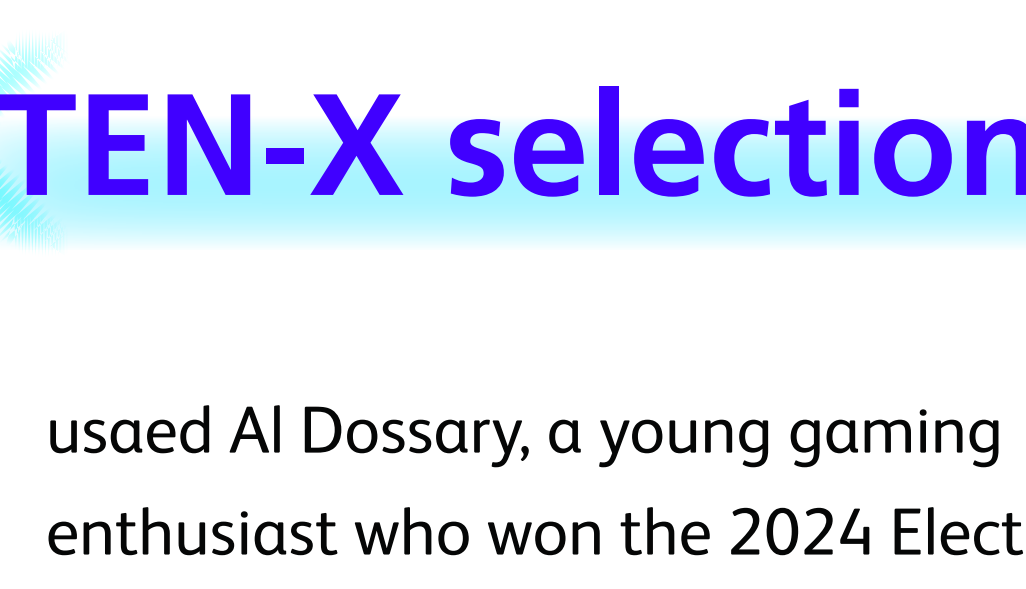 TEN-X selection
usaed Al Dossary, a young gaming
enthusiast who won the 2024 Elect